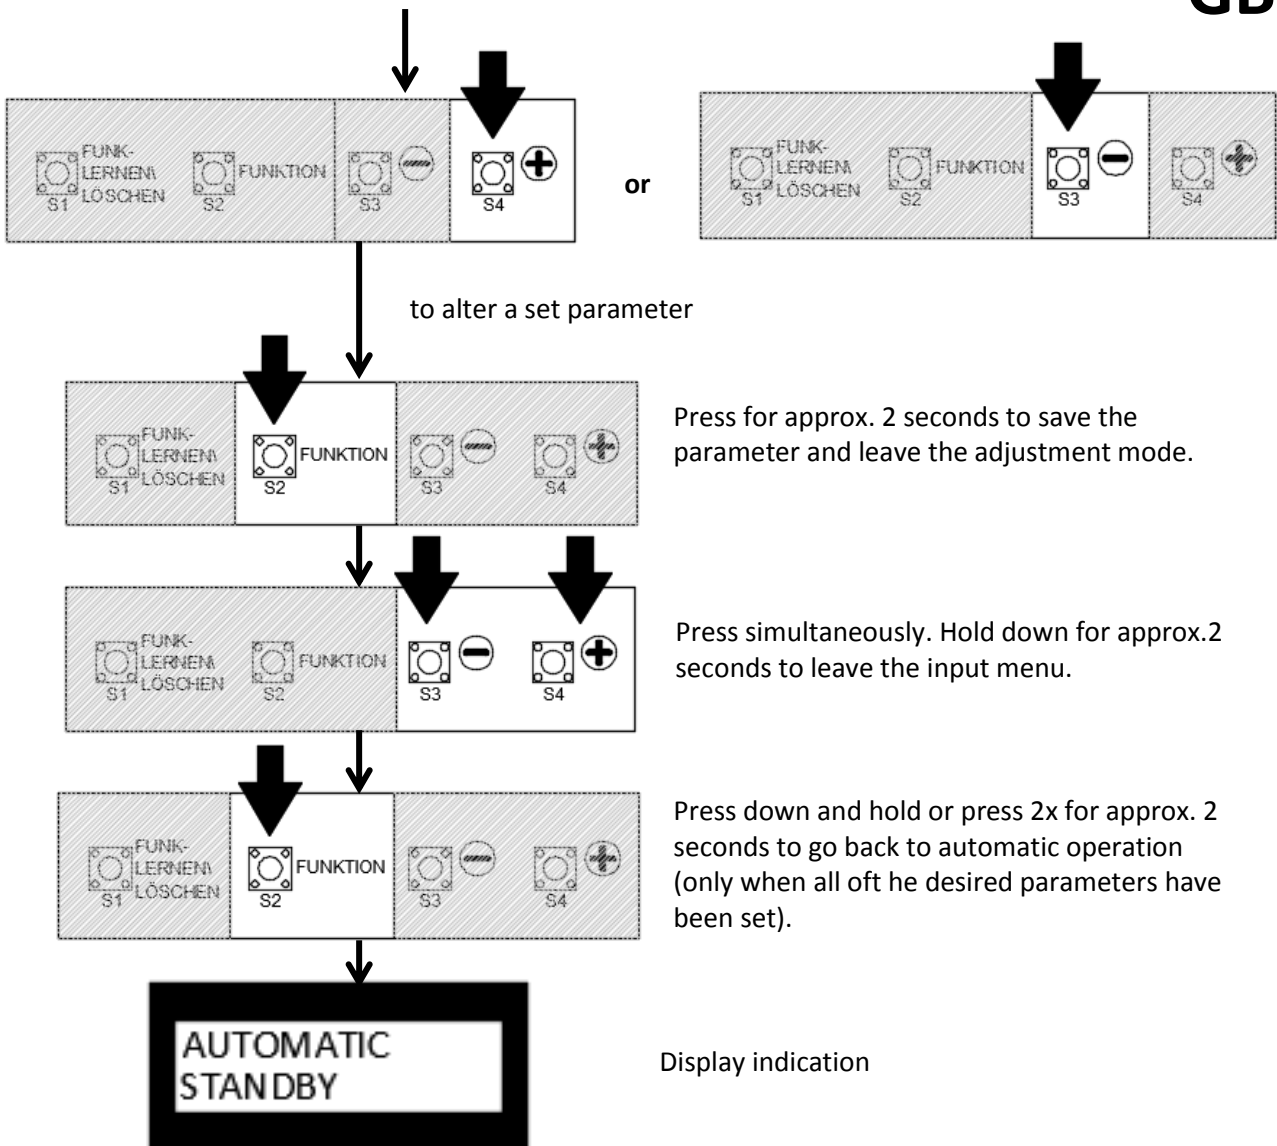 GB
FUNK-
LERNEN\
LÖSCHEN
S1
FUNKTION
S2
S3
S4
or
FUNK-
LERNEN\
LÖSCHEN
S1
FUNKTION
S2
S3
S4
to alter a set parameter
FUNK-
LERNEN\
LÖSCHEN
S1
FUNKTION
S2
S3
S4
Press for approx. 2 seconds to save the
parameter and leave the adjustment mode.
FUNK-
LERNEN\
LÖSCHEN
S1
FUNKTION
S2
S3
S4
Press simultaneously. Hold down for approx.2
seconds to leave the input menu.
FUNK-
LERNEN\
LÖSCHEN
S1
FUNKTION
S2
S3
S4
Press down and hold or press 2x for approx. 2
seconds to go back to automatic operation
(only when all oft he desired parameters have
been set).
AUTOMATIC
STANDBY
Display indication